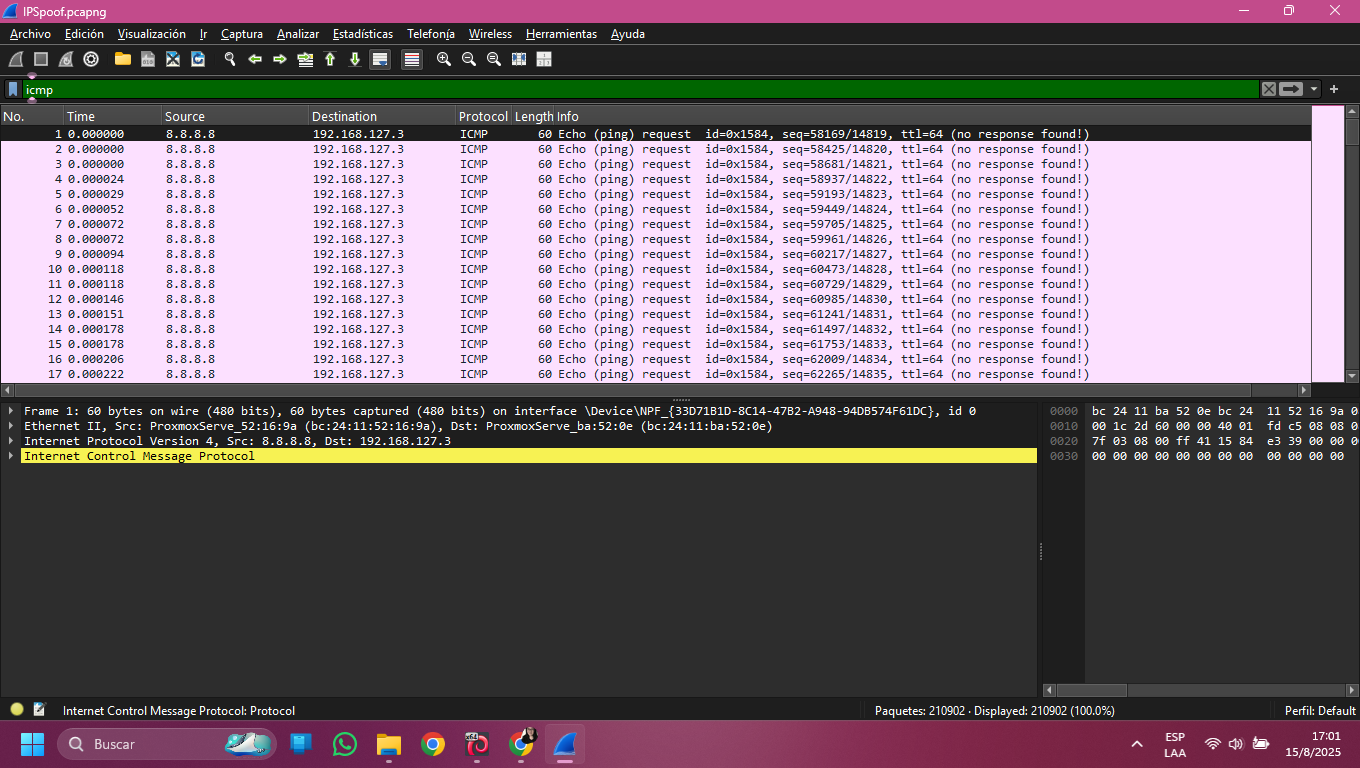 IPSpoof.pcapng
Archivo Edición Visualización Ir Captura Analizar Estadísticas Telefonía Wireless Herramientas Ayuda
icmp
No. Time Source Destination Protocol Length Info
1 0.000000 8.8.8.8 192.168.127.3 ICMP 60 Echo (ping) request id=0x1584, seq=58169/14819, ttl=64 (no response found!)
2 0.000000 8.8.8.8 192.168.127.3 ICMP 60 Echo (ping) request id=0x1584, seq=58425/14820, ttl=64 (no response found!)
3 0.000000 8.8.8.8 192.168.127.3 ICMP 60 Echo (ping) request id=0x1584, seq=58681/14821, ttl=64 (no response found!)
4 0.000024 8.8.8.8 192.168.127.3 ICMP 60 Echo (ping) request id=0x1584, seq=58937/14822, ttl=64 (no response found!)
5 0.000029 8.8.8.8 192.168.127.3 ICMP 60 Echo (ping) request id=0x1584, seq=59193/14823, ttl=64 (no response found!)
6 0.000052 8.8.8.8 192.168.127.3 ICMP 60 Echo (ping) request id=0x1584, seq=59449/14824, ttl=64 (no response found!)
7 0.000072 8.8.8.8 192.168.127.3 ICMP 60 Echo (ping) request id=0x1584, seq=59705/14825, ttl=64 (no response found!)
8 0.000072 8.8.8.8 192.168.127.3 ICMP 60 Echo (ping) request id=0x1584, seq=59961/14826, ttl=64 (no response found!)
9 0.000094 8.8.8.8 192.168.127.3 ICMP 60 Echo (ping) request id=0x1584, seq=60217/14827, ttl=64 (no response found!)
10 0.000118 8.8.8.8 192.168.127.3 ICMP 60 Echo (ping) request id=0x1584, seq=60473/14828, ttl=64 (no response found!)
11 0.000118 8.8.8.8 192.168.127.3 ICMP 60 Echo (ping) request id=0x1584, seq=60729/14829, ttl=64 (no response found!)
12 0.000146 8.8.8.8 192.168.127.3 ICMP 60 Echo (ping) request id=0x1584, seq=60985/14830, ttl=64 (no response found!)
13 0.000151 8.8.8.8 192.168.127.3 ICMP 60 Echo (ping) request id=0x1584, seq=61241/14831, ttl=64 (no response found!)
14 0.000178 8.8.8.8 192.168.127.3 ICMP 60 Echo (ping) request id=0x1584, seq=61497/14832, ttl=64 (no response found!)
15 0.000178 8.8.8.8 192.168.127.3 ICMP 60 Echo (ping) request id=0x1584, seq=61753/14833, ttl=64 (no response found!)
16 0.000206 8.8.8.8 192.168.127.3 ICMP 60 Echo (ping) request id=0x1584, seq=62009/14834, ttl=64 (no response found!)
17 0.000222 8.8.8.8 192.168.127.3 ICMP 60 Echo (ping) request id=0x1584, seq=62265/14835, ttl=64 (no response found!)
Frame 1: 60 bytes on wire (480 bits), 60 bytes captured (480 bits) on interface \Device\NPF_{33D71B1D-8C14-47B2-A948-94DB574F61DC}, id 0
Ethernet II, Src: ProxmoxServe_52:16:9a (bc:24:11:52:16:9a), Dst: ProxmoxServe_ba:52:0e (bc:24:11:ba:52:0e)
Internet Protocol Version 4, Src: 8.8.8.8, Dst: 192.168.127.3
Internet Control Message Protocol
0000 bc 24 11 ba 52 0e bc 24 11 52 16 9a 0
0010 00 1c 2d 60 00 00 40 01 fd c5 08 08 0
0020 7f 03 08 00 ff 41 15 84 e3 39 00 00 0
0030 00 00 00 00 00 00 00 00 00 00 00 00
Internet Control Message Protocol: Protocol
Paquetes: 210902 · Displayed: 210902 (100.0%)
Perfil: Default
Buscar
ESP
LAA
17:01
15/8/2025